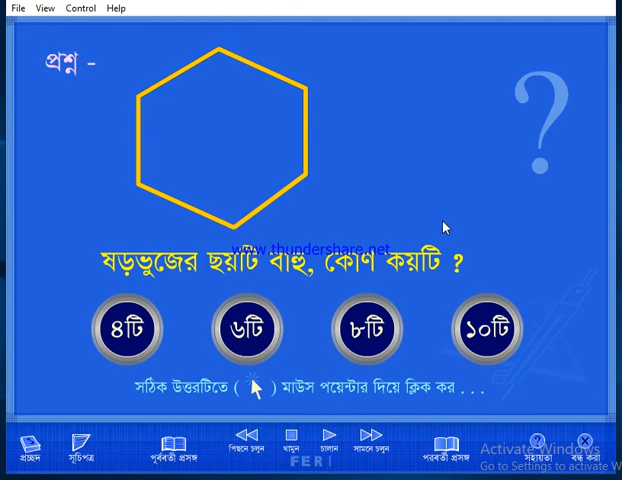 File View Control Help
প্রশ্ন -
?
www.thundershare.net
ষড়ভুজের ছয়টি বাহু, কোণ কয়টি ?
৪টি ৬টি ৮টি ১০টি
সঠিক উত্তরটিতে ( ) মাউস পয়েন্টার দিয়ে ক্লিক কর . . .
প্রচ্ছদ সূচিপত্র পূর্ববর্তী প্রসঙ্গ পিছনে চলুন থামুন চালান সামনে চলুন পরবর্তী প্রসঙ্গ সহায়তা বন্ধ করা
FER
Activate Windows
Go to Settings to activate W